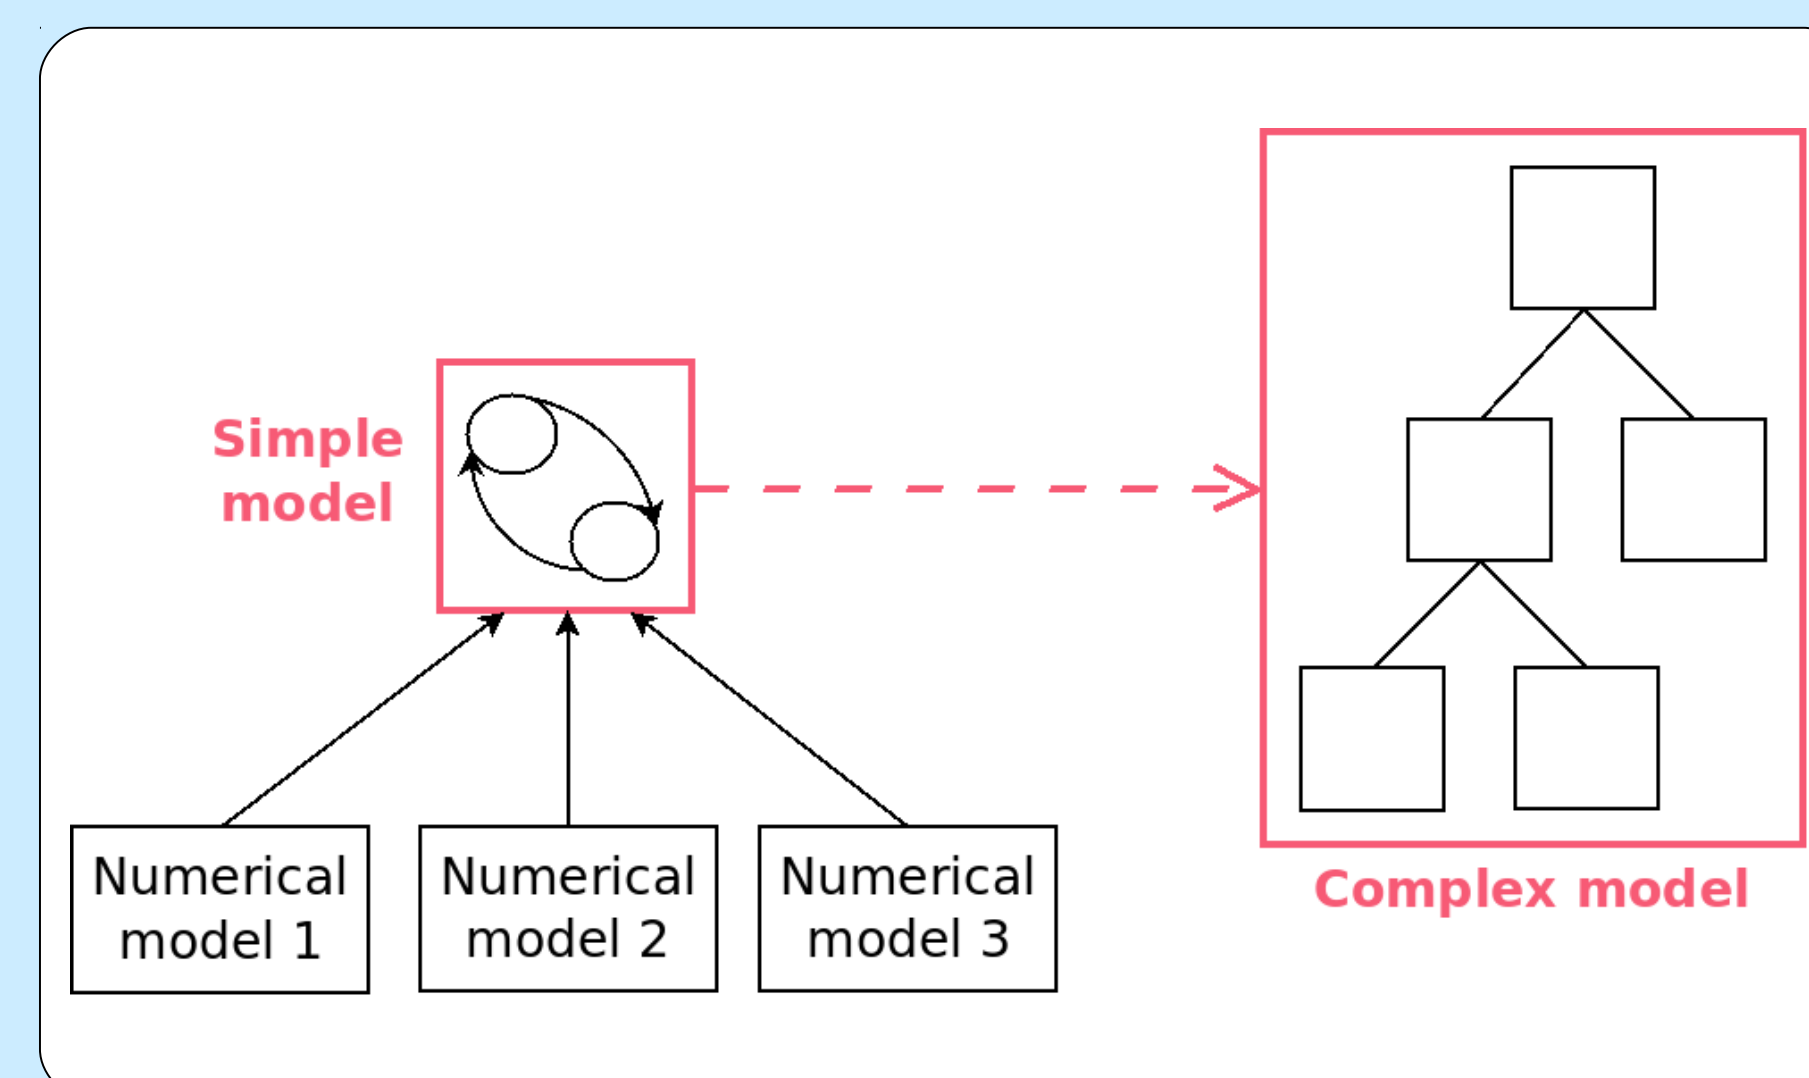 Simple
model
Numerical
model 1
Numerical
model 2
Numerical
model 3
Complex model